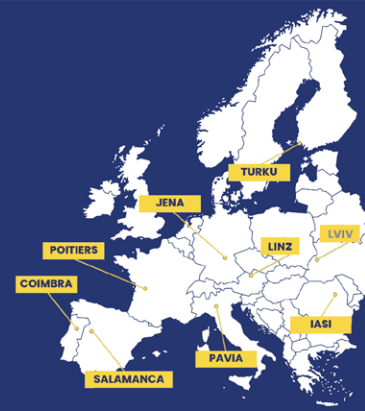 TURKU
JENA
LVIV
LINZ
POITIERS
COIMBRA
IASI
PAVIA
SALAMANCA